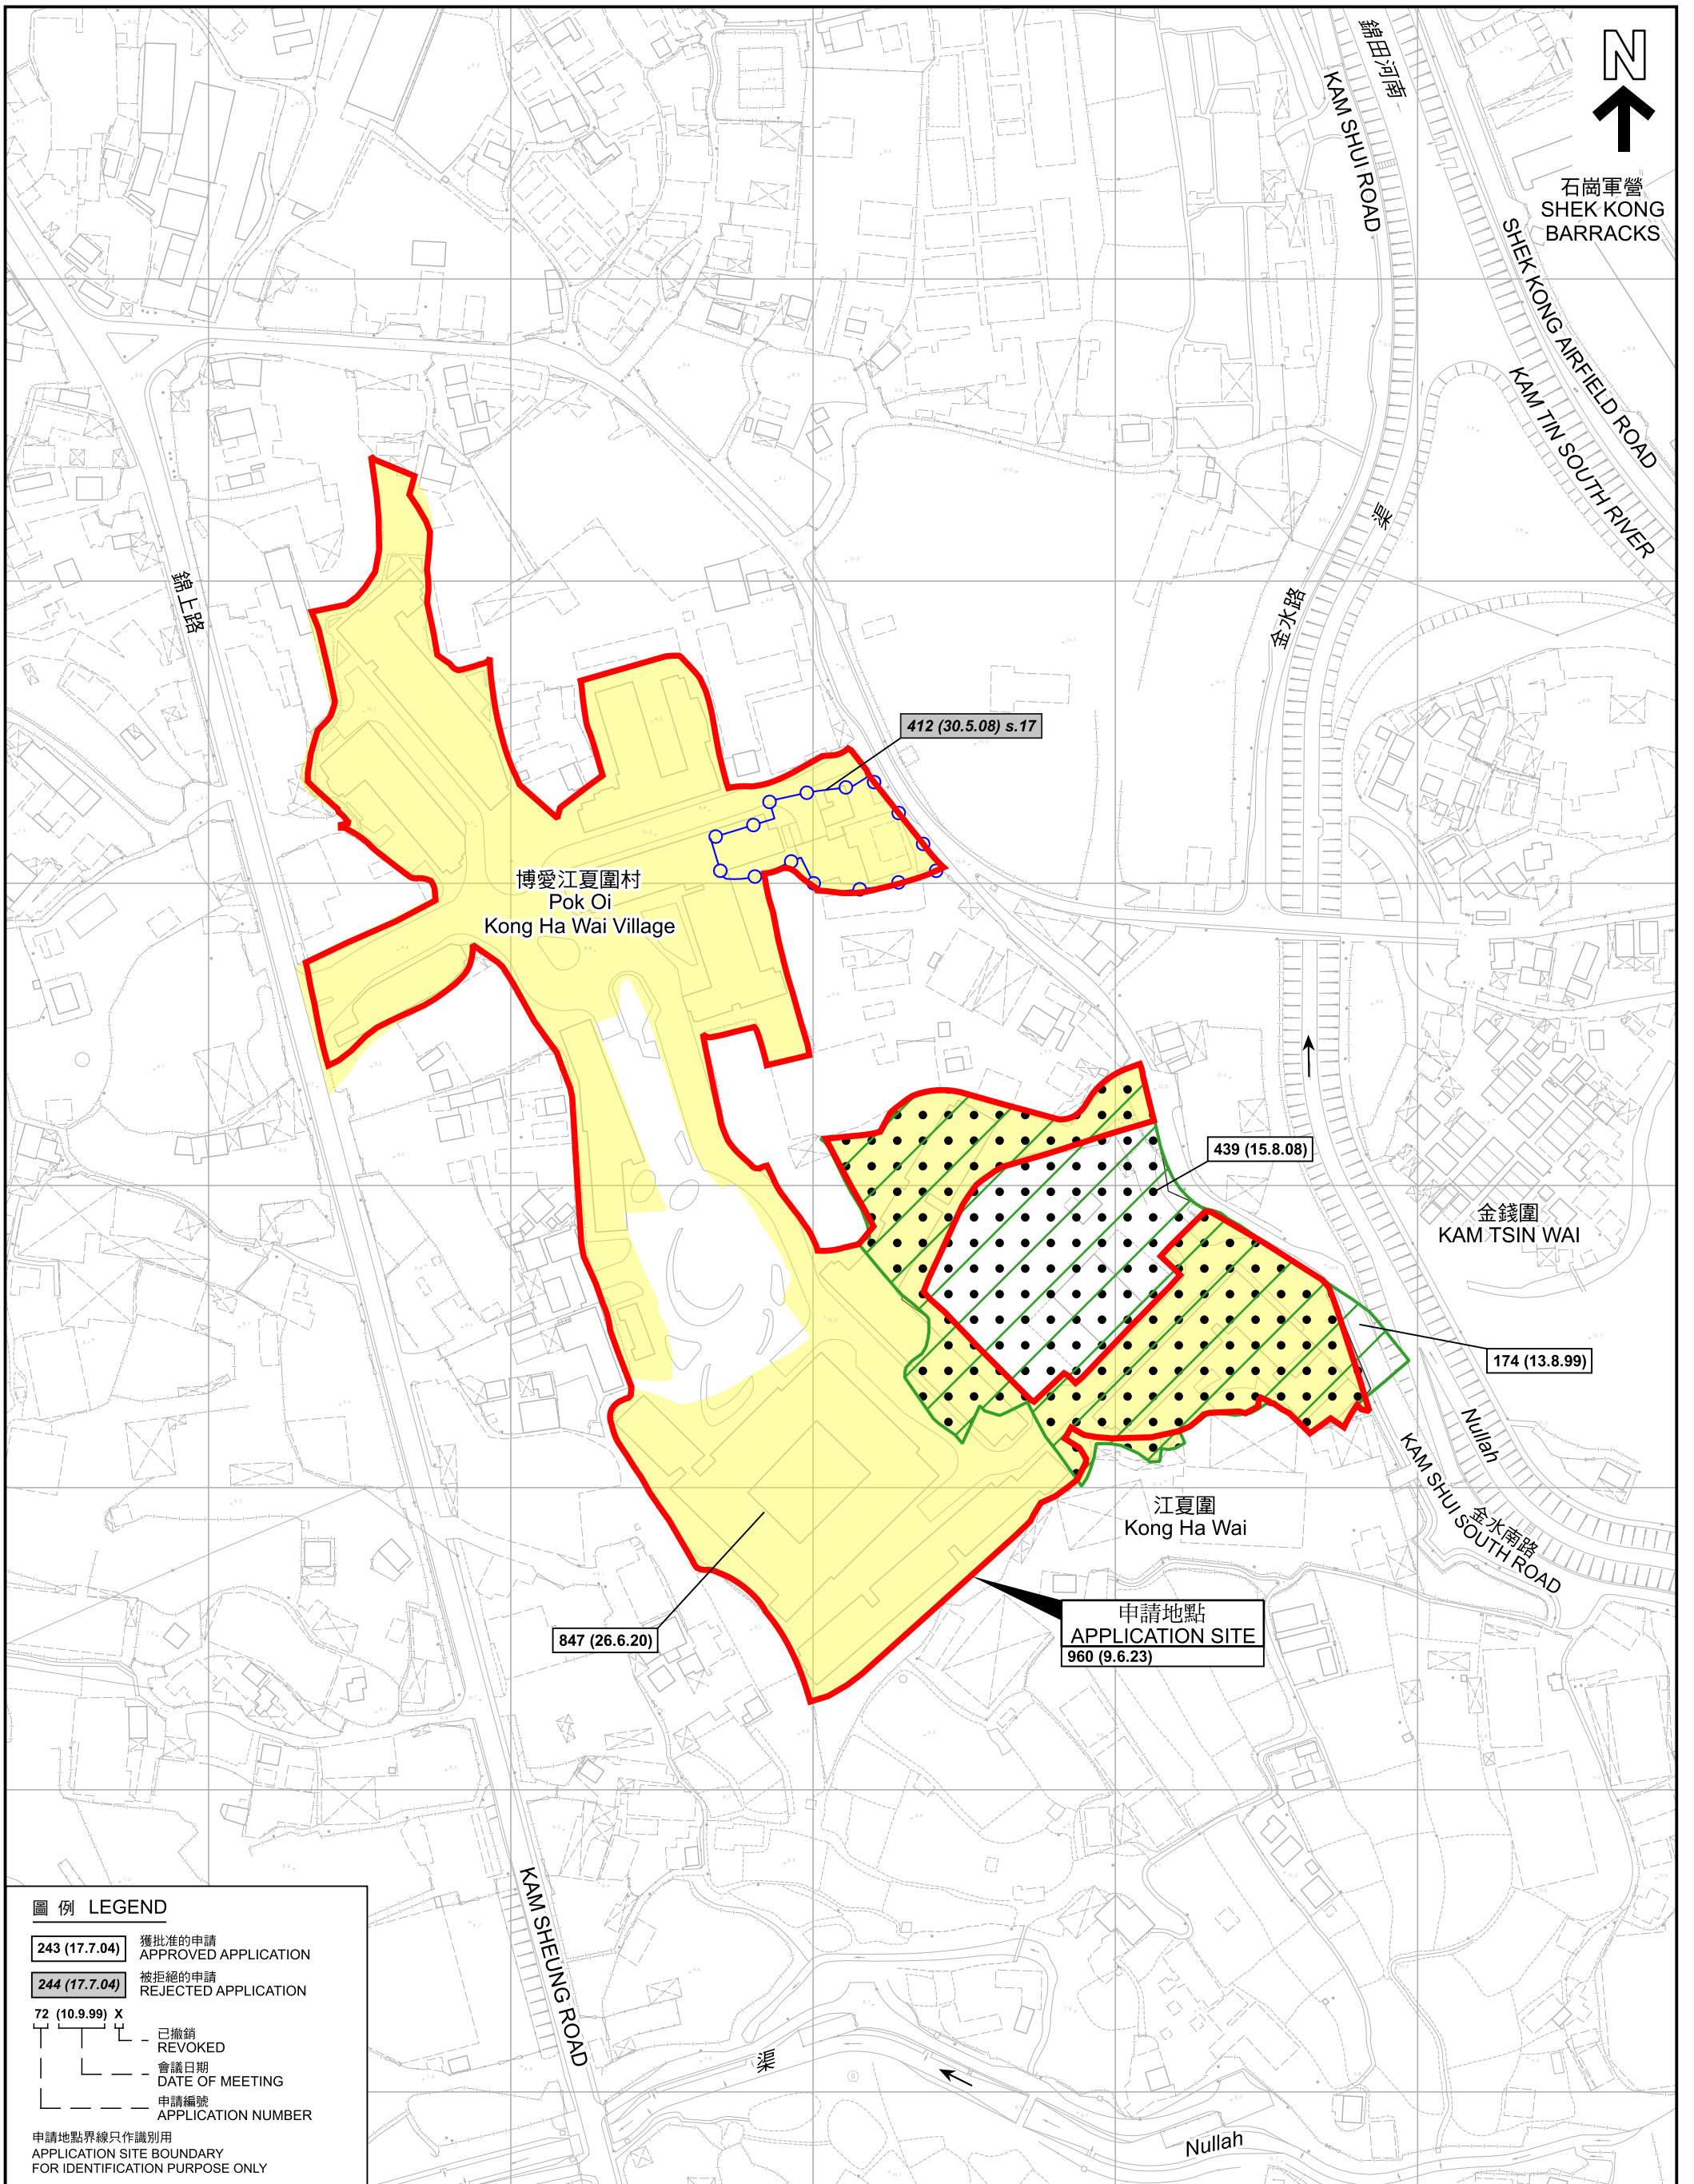 N
錦田河南
KAM SHUI ROAD
石崗軍營
SHEK KONG
BARRACKS
SHEK KONG AIRFIELD ROAD
KAM TIN SOUTH RIVER
渠
錦上路
金水路
412 (30.5.08) s.17
博愛江夏圍村
Pok Oi
Kong Ha Wai Village
439 (15.8.08)
金錢圍
KAM TSIN WAI
174 (13.8.99)
Nullah
江夏圍
Kong Ha Wai
金水南路
KAM SHUI SOUTH ROAD
申請地點
APPLICATION SITE
960 (9.6.23)
847 (26.6.20)
KAM SHEUNG ROAD
渠
Nullah
圖 例 LEGEND
243 (17.7.04)
獲批准的申請
APPROVED APPLICATION
244 (17.7.04)
被拒絕的申請
REJECTED APPLICATION
72 (10.9.99) X
已撤銷
REVOKED
會議日期
DATE OF MEETING
申請編號
APPLICATION NUMBER
申請地點界線只作識別用
APPLICATION SITE BOUNDARY
FOR IDENTIFICATION PURPOSE ONLY